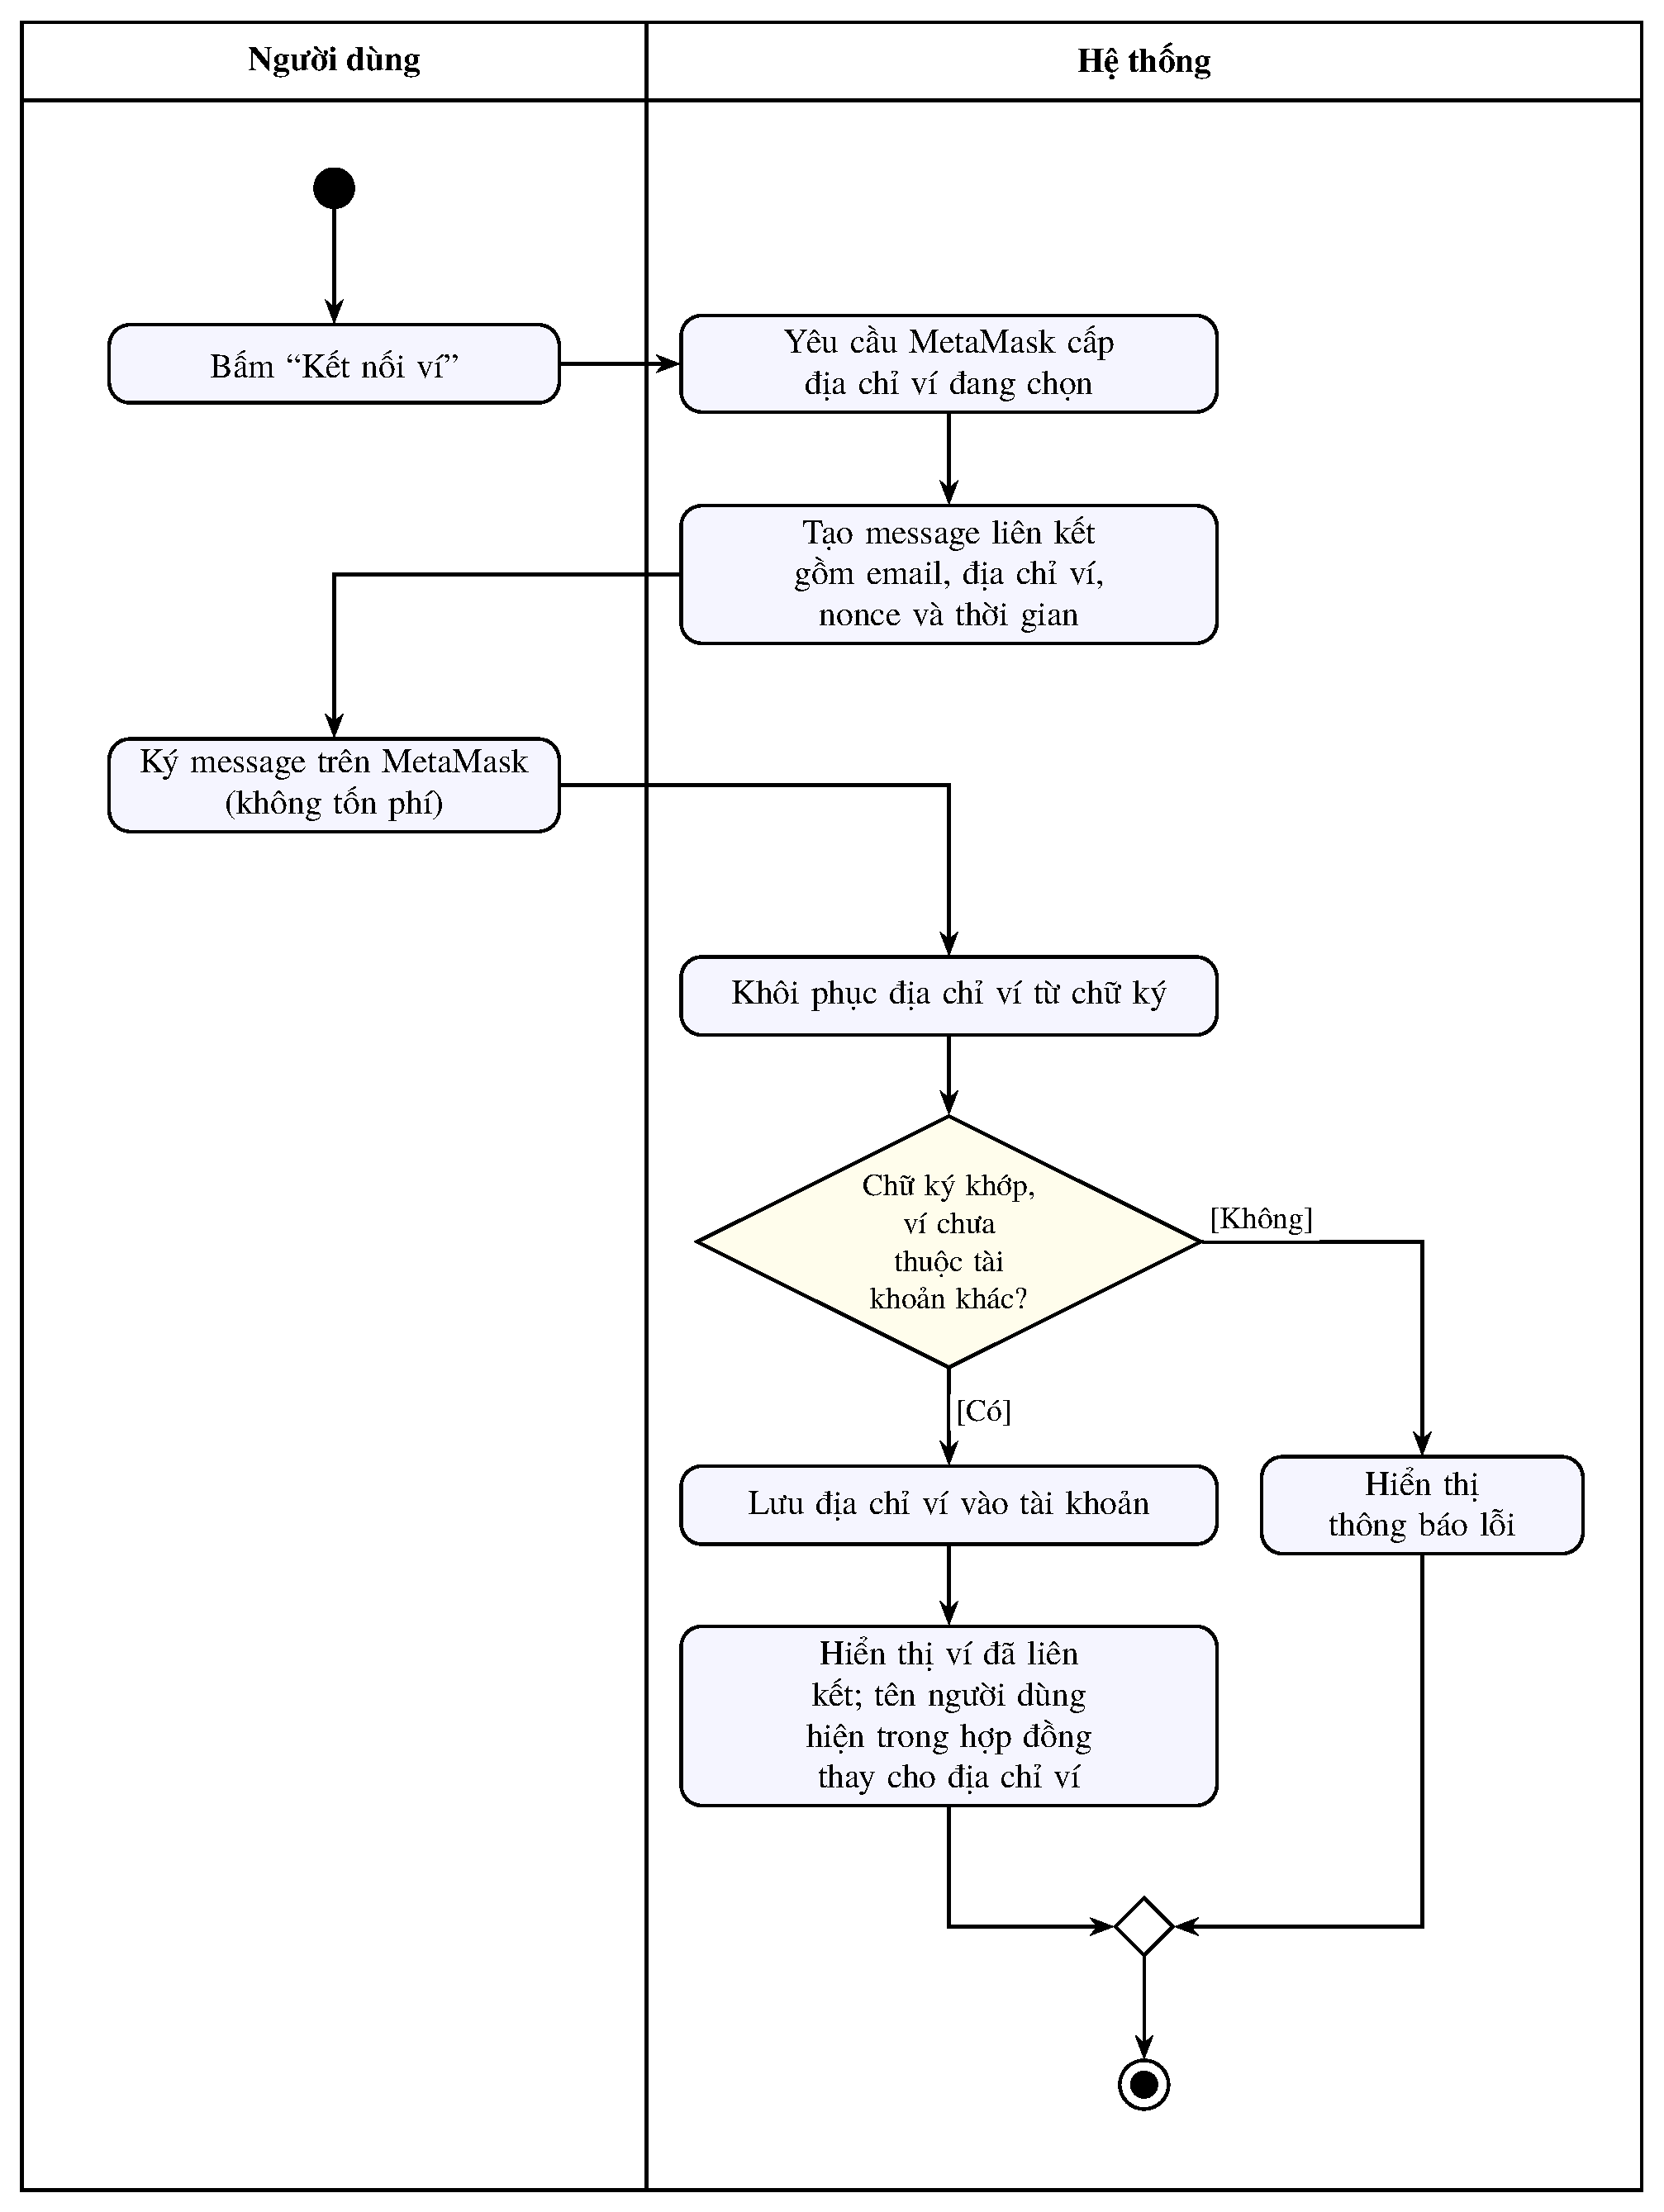 Người dùng
Hệ thống
Bấm “Kết nối ví”
Yêu cầu MetaMask cấp
địa chỉ ví đang chọn
Tạo message liên kết
gồm email, địa chỉ ví,
nonce và thời gian
Ký message trên MetaMask
(không tốn phí)
Khôi phục địa chỉ ví từ chữ ký
Chữ ký khớp,
ví chưa
thuộc tài
khoản khác?
[Không]
[Có]
Lưu địa chỉ ví vào tài khoản
Hiển thị
thông báo lỗi
Hiển thị ví đã liên
kết; tên người dùng
hiện trong hợp đồng
thay cho địa chỉ ví